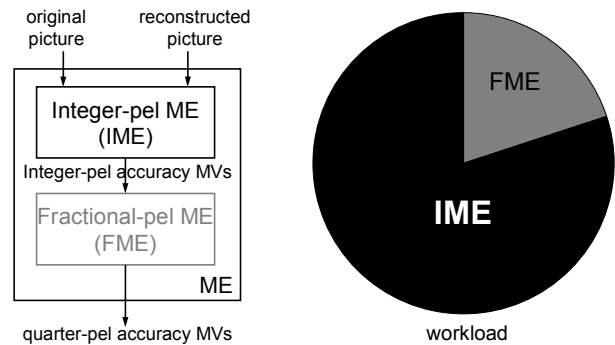 original
picture
reconstructed
picture
Integer-pel ME
(IME)
Integer-pel accuracy MVs
Fractional-pel ME
(FME)
ME
quarter-pel accuracy MVs
FME
IME
workload